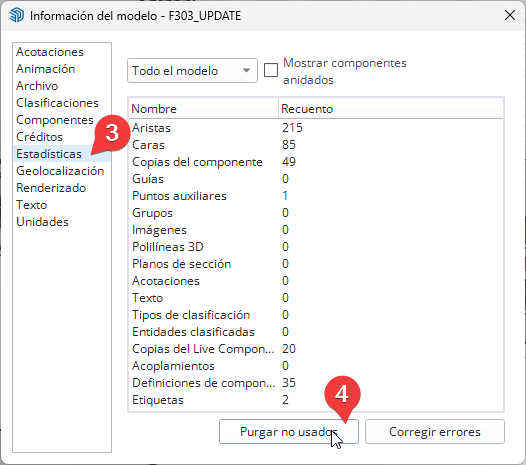 Información del modelo - F303_UPDATE
Acotaciones
Animación
Archivo
Clasificaciones
Componentes
Créditos
Estadísticas
Geolocalización
Renderizado
Texto
Unidades
3
Todo el modelo
Mostrar componentes
anidados
Nombre Recuento
Aristas 215
Caras 85
Copias del componente 49
Guías 0
Puntos auxiliares 1
Grupos 0
Imágenes 0
Polilíneas 3D 0
Planos de sección 0
Acotaciones 0
Texto 0
Tipos de clasificación 0
Entidades clasificadas 0
Copias del Live Compon... 20
Acoplamientos 0
Definiciones de compon... 35
Etiquetas 2
4
Purgar no usados Corregir errores